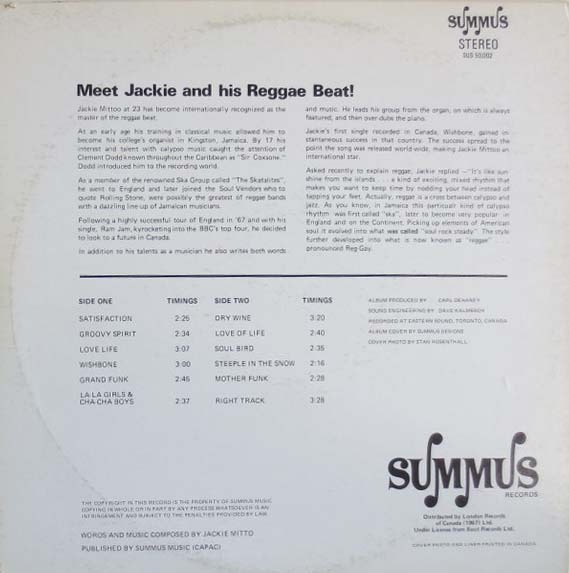 SUMMUS
STEREO
SUS 50,002
Meet Jackie and his Reggae Beat!
Jackie Mittoo at 23 has become internationally recognized as the
master of the reggae beat.
At an early age his training in classical music allowed him to
become his college's organist in Kingston, Jamaica. By 17 his
interest and talent with calypso music caught the attention of
Clement Dodd known throughout the Caribbean as "Sir Coxsone."
Dodd introduced him to the recording world.
As a member of the renowned Ska Group called "The Skatalites",
he went to England and later joined the Soul Vendors who to
quote Rolling Stone, were possibly the greatest of reggae bands
with a dazzling line-up of Jamaican musicians.
Following a highly successful tour of England in '67 and with his
single, Ram Jam, skyrocketing into the BBC's top four, he decided
to look to a future in Canada.
In addition to his talents as a musician he also writes both words
and music. He leads his group from the organ, on which is always
featured, and then over dubs the piano.
Jackie's first single recorded in Canada, Wishbone, gained in-
stantaneous success in that country. The success spread to the
point the song was released world-wide, making Jackie Mittoo an
international star.
Asked recently to explain reggae, Jackie replied —"It's like sun-
shine from the islands . . . a kind of exciting, mixed rhythm that
makes you want to keep time by nodding your head instead of
tapping your feet. Actually, reggae is a cross between calypso and
jazz. As you know, in Jamaica this particualr kind of calypso
rhythm was first called "ska", later to become very popular in
England and on the Continent. Picking up elements of American
soul it evolved into what was called "soul rock steady". The style
further developed into what is now known as "reggae" . . . .
pronounced Reg-Gay.
SIDE ONE TIMINGS SIDE TWO TIMINGS
SATISFACTION 2:25 DRY WINE 3:20
GROOVY SPIRIT 2:34 LOVE OF LIFE 2:40
LOVE LIFE 3:07 SOUL BIRD 2:35
WISHBONE 3:00 STEEPLE IN THE SNOW 2:16
GRAND FUNK 2:45 MOTHER FUNK 2:28
LA-LA GIRLS &
CHA-CHA BOYS 2:37 RIGHT TRACK 3:28
ALBUM PRODUCED BY CARL DEHANEY
SOUND ENGINEERING BY DAVE KALMBACH
RECORDED AT EASTERN SOUND, TORONTO, CANADA
ALBUM COVER BY SUMMUS DESIGNS
COVER PHOTO BY STAN ROSENTHALL
SUMMUS
RECORDS
Distributed by London Records
of Canada (1967) Ltd.
Under License from
THE COPYRIGHT IN THIS RECORD IS THE PROPERTY OF SUMMUS MUSIC
COPYING IN WHOLE OR IN PART BY ANY PROCESS WHATSOEVER IS AN
INFRINGEMENT AND SUBJECT TO THE PENALTIES PROVIDED BY LAW.
WORDS AND MUSIC COMPOSED BY JACKIE MITTO
PUBLISHED BY SUMMUS MUSIC (CAPAC)
COVER PHOTO AND LINER PRINTED IN CANADA